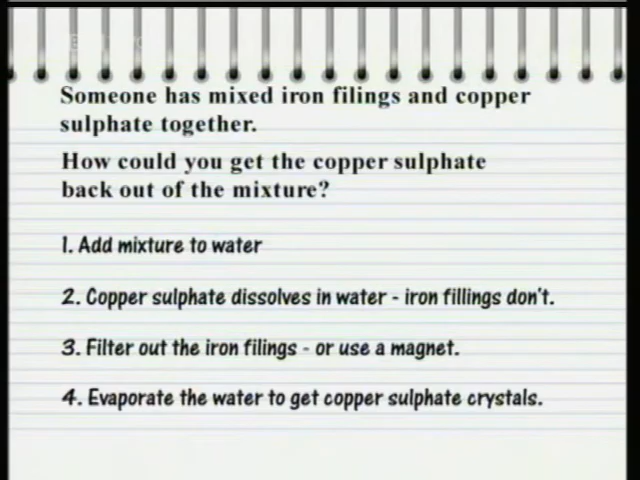 Someone has mixed iron filings and copper
sulphate together.
How could you get the copper sulphate
back out of the mixture?
1. Add mixture to water
2. Copper sulphate dissolves in water - iron fillings don't.
3. Filter out the iron filings - or use a magnet.
4. Evaporate the water to get copper sulphate crystals.